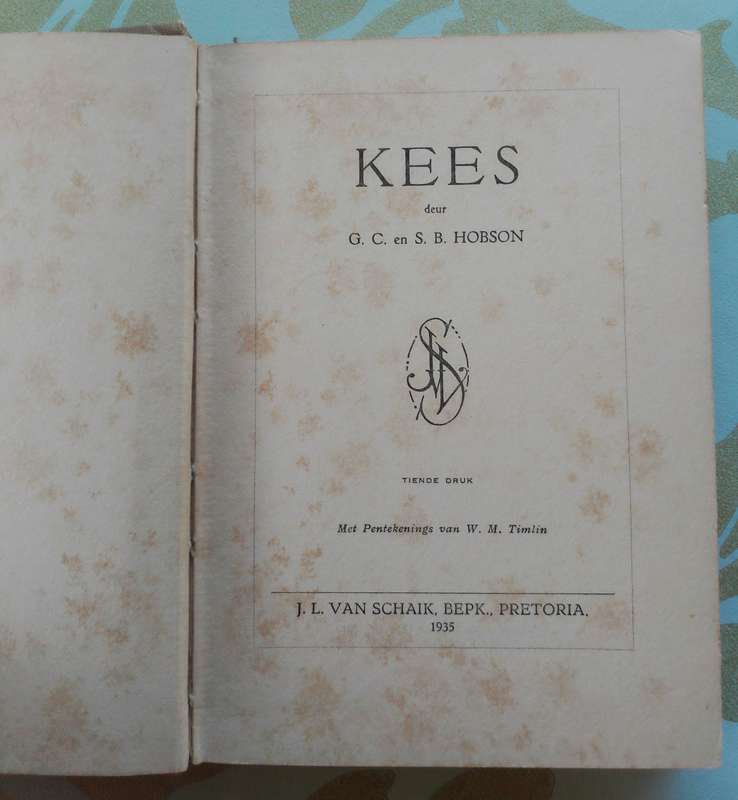 KEES
deur
G. C. en S. B. HOBSON
TIENDE DRUK
Met Pentekenings van W. M. Timlin
J. L. VAN SCHAIK, BEPK., PRETORIA.
1935